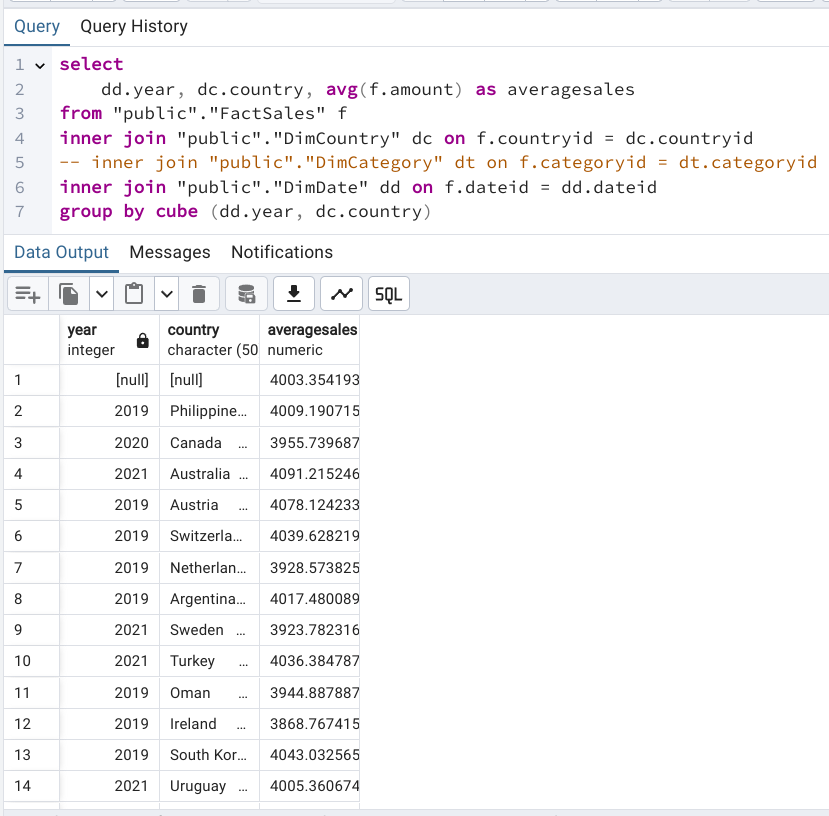 Query Query History
1 select
2 dd.year, dc.country, avg(f.amount) as averagesales
3 from "public"."FactSales" f
4 inner join "public"."DimCountry" dc on f.countryid = dc.countryid
5 -- inner join "public"."DimCategory" dt on f.categoryid = dt.categoryid
6 inner join "public"."DimDate" dd on f.dateid = dd.dateid
7 group by cube (dd.year, dc.country)
Data Output Messages Notifications
SQL
year country averagesales
integer character (50 numeric
1 [null] [null] 4003.354193
2 2019 Philippine... 4009.190715
3 2020 Canada ... 3955.739687
4 2021 Australia ... 4091.215246
5 2019 Austria ... 4078.124233
6 2019 Switzerla... 4039.628219
7 2019 Netherlan... 3928.573825
8 2019 Argentina... 4017.480089
9 2021 Sweden ... 3923.782316
10 2021 Turkey ... 4036.384787
11 2019 Oman ... 3944.887887
12 2019 Ireland ... 3868.767415
13 2019 South Kor... 4043.032565
14 2021 Uruguay ... 4005.360674